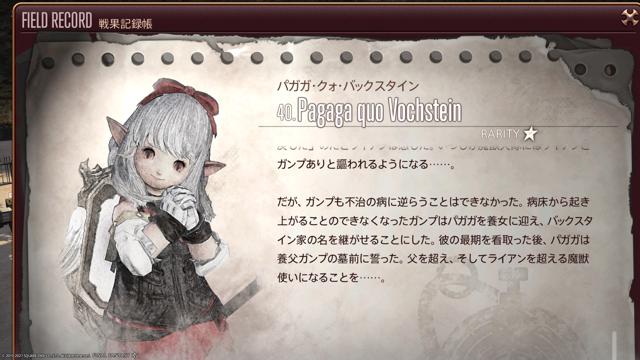 FIELD RECORD 戦果記録帳
パガガ・クォ・バックスタイン
40. Pagaga quo Vochstein
RARITY ★
ガンプありと謳われるようになる……。
だが、ガンプも不治の病に逆らうことはできなかった。病床から起き
上がることのできなくなったガンプはパガガを養女に迎え、バックスタ
イン家の名を継がせることにした。彼の最期を看取った後、パガガは
養父ガンプの墓前に誓った。父を超え、そしてライアンを超える魔獣
使いになることを……。